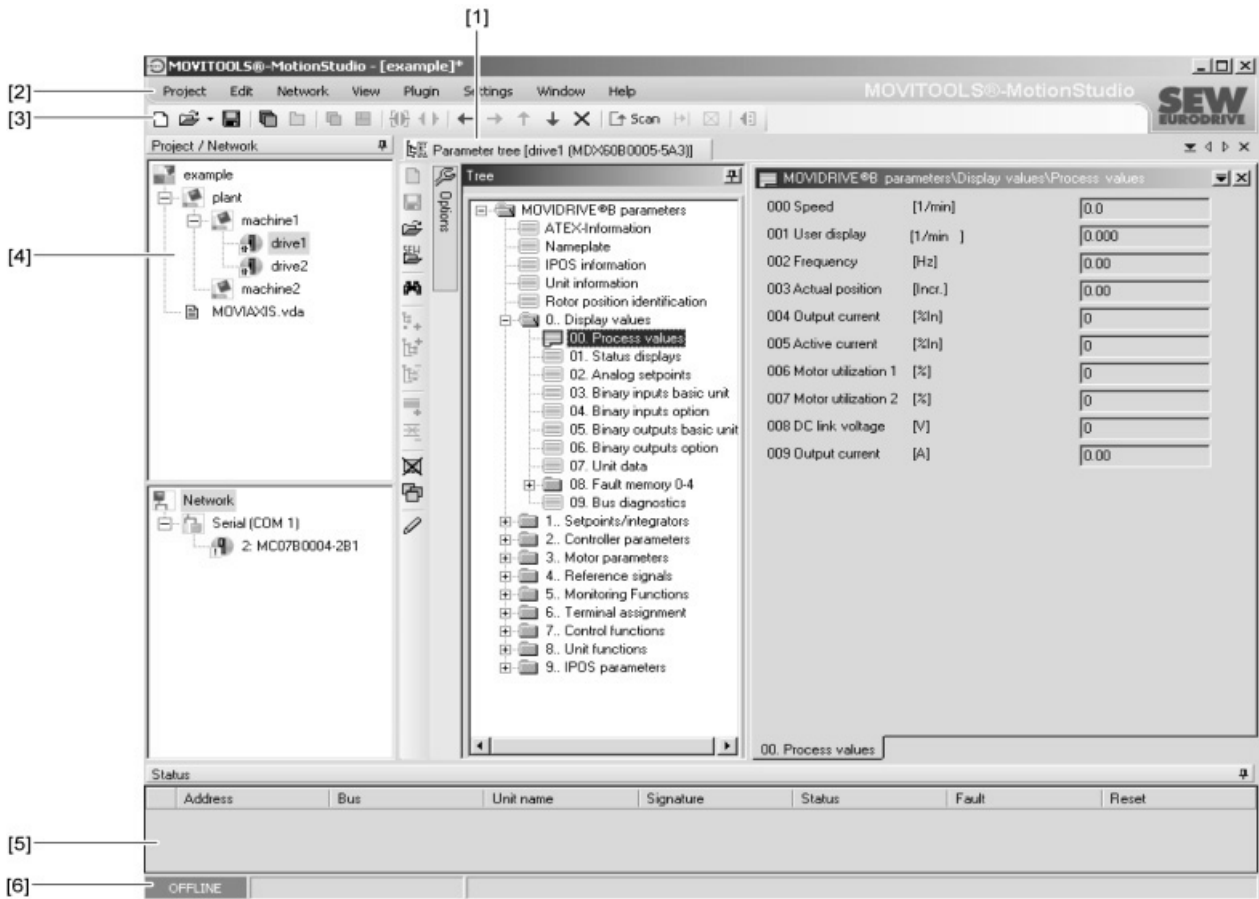 [1]
MOVITOOLS®-MotionStudio - [example]*
[2]
Project Edit Network View Plugin Settings Window Help
MOVITOOLS®-MotionStudio
SEW
EURODRIVE
[3]
Scan
Project / Network
Parameter tree [drive1 (MDX60B0005-5A3)]
[4]
example
plant
machine1
drive1
drive2
machine2
MOVIAXIS.vda
Network
Serial (COM 1)
2: MC07B0004-2B1
Options
Tree
MOVIDRIVE®B parameters
ATEX-Information
Nameplate
IPOS information
Unit information
Rotor position identification
0.. Display values
00. Process values
01. Status displays
02. Analog setpoints
03. Binary inputs basic unit
04. Binary inputs option
05. Binary outputs basic unit
06. Binary outputs option
07. Unit data
08. Fault memory 0-4
09. Bus diagnostics
1.. Setpoints/integrators
2.. Controller parameters
3.. Motor parameters
4.. Reference signals
5.. Monitoring Functions
6.. Terminal assignment
7.. Control functions
8.. Unit functions
9.. IPOS parameters
MOVIDRIVE®B parameters\Display values\Process values
000 Speed [1/min] 0.0
001 User display [1/min ] 0.000
002 Frequency [Hz] 0.00
003 Actual position [Incr.] 0.00
004 Output current [%In] 0
005 Active current [%In] 0
006 Motor utilization 1 [%] 0
007 Motor utilization 2 [%] 0
008 DC link voltage [V] 0
009 Output current [A] 0.00
00. Process values
Status
Address Bus Unit name Signature Status Fault Reset
[5]
[6]
OFFLINE